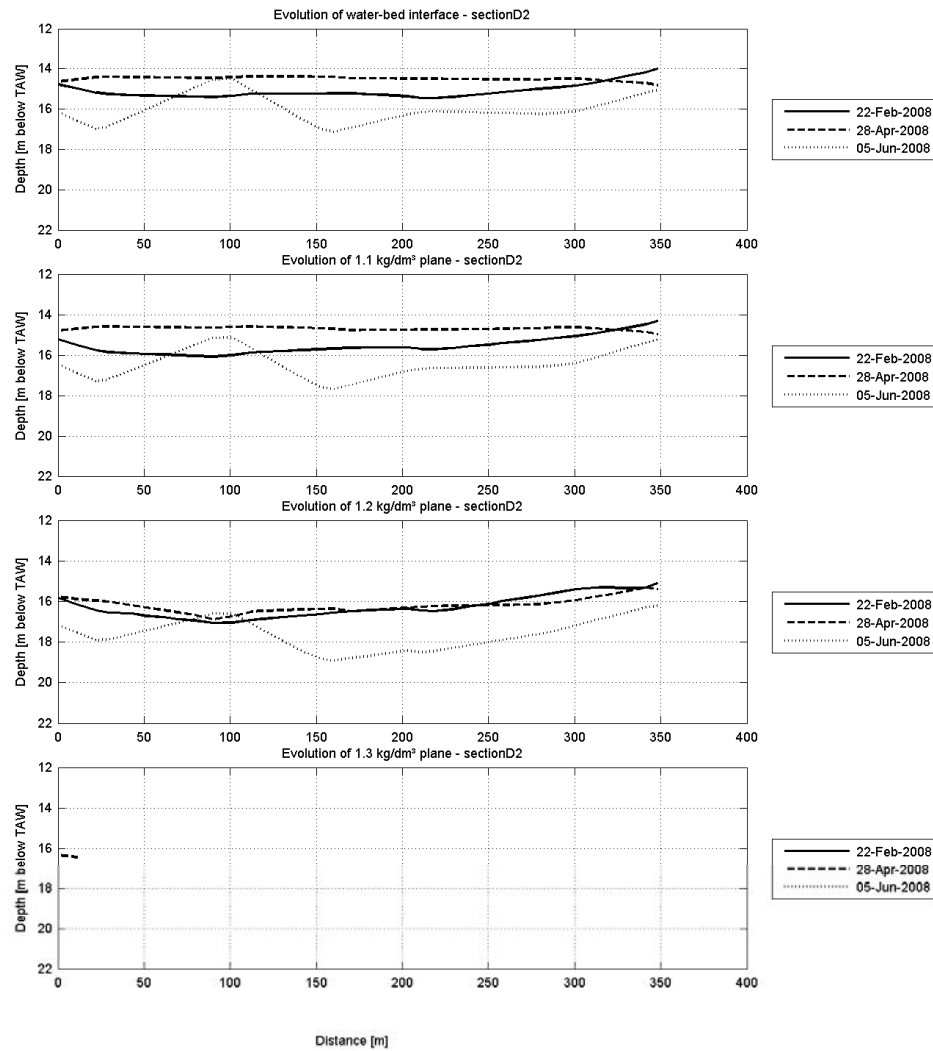 Evolution of water-bed interface - sectionD2
12
14
16
18
20
22
Depth [m below TAW]
0 50 100 150 200 250 300 350 400
22-Feb-2008
28-Apr-2008
05-Jun-2008
Evolution of 1.1 kg/dm³ plane - sectionD2
12
14
16
18
20
22
Depth [m below TAW]
0 50 100 150 200 250 300 350 400
22-Feb-2008
28-Apr-2008
05-Jun-2008
Evolution of 1.2 kg/dm³ plane - sectionD2
12
14
16
18
20
22
Depth [m below TAW]
0 50 100 150 200 250 300 350 400
22-Feb-2008
28-Apr-2008
05-Jun-2008
Evolution of 1.3 kg/dm³ plane - sectionD2
12
14
16
18
20
22
Depth [m below TAW]
0 50 100 150 200 250 300 350 400
22-Feb-2008
28-Apr-2008
05-Jun-2008
Distance [m]